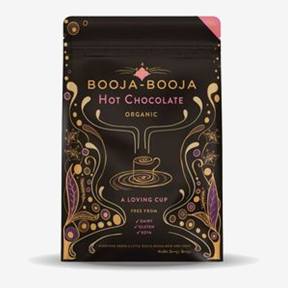 BOOJA-BOOJA
HOT CHOCOLATE
ORGANIC
A LOVING CUP
FREE FROM
✓ DAIRY
✓ GLUTEN
✓ SOYA